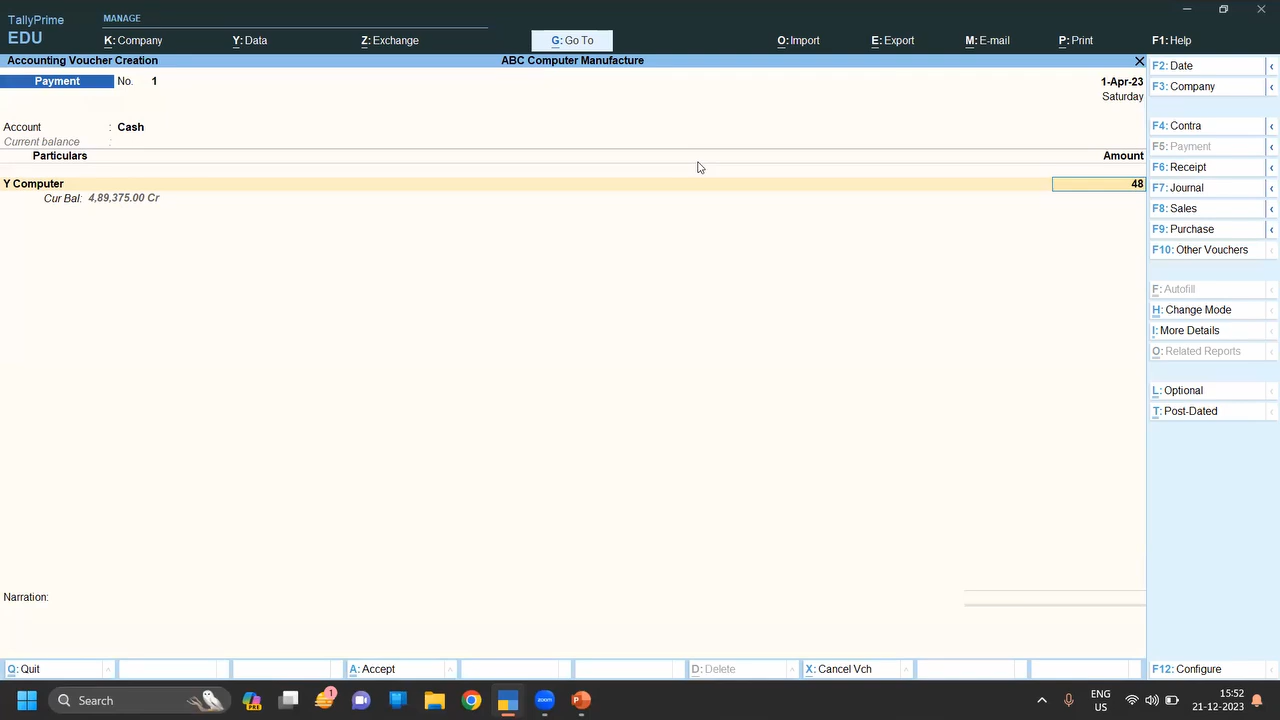 TallyPrime
EDU
MANAGE
K: Company
Y: Data
Z: Exchange
G: Go To
O: Import
E: Export
M: E-mail
P: Print
F1: Help
Accounting Voucher Creation
ABC Computer Manufacture
Payment
No. 1
1-Apr-23
Saturday
Account : Cash
Current balance :
Particulars
Amount
Y Computer
48
Cur Bal: 4,89,375.00 Cr
Narration:
F2: Date
F3: Company
F4: Contra
F5: Payment
F6: Receipt
F7: Journal
F8: Sales
F9: Purchase
F10: Other Vouchers
F: Autofill
H: Change Mode
I: More Details
O: Related Reports
L: Optional
T: Post-Dated
Q: Quit
A: Accept
D: Delete
X: Cancel Vch
F12: Configure
Search
PRE
1
zoom
ENG
US
15:52
21-12-2023